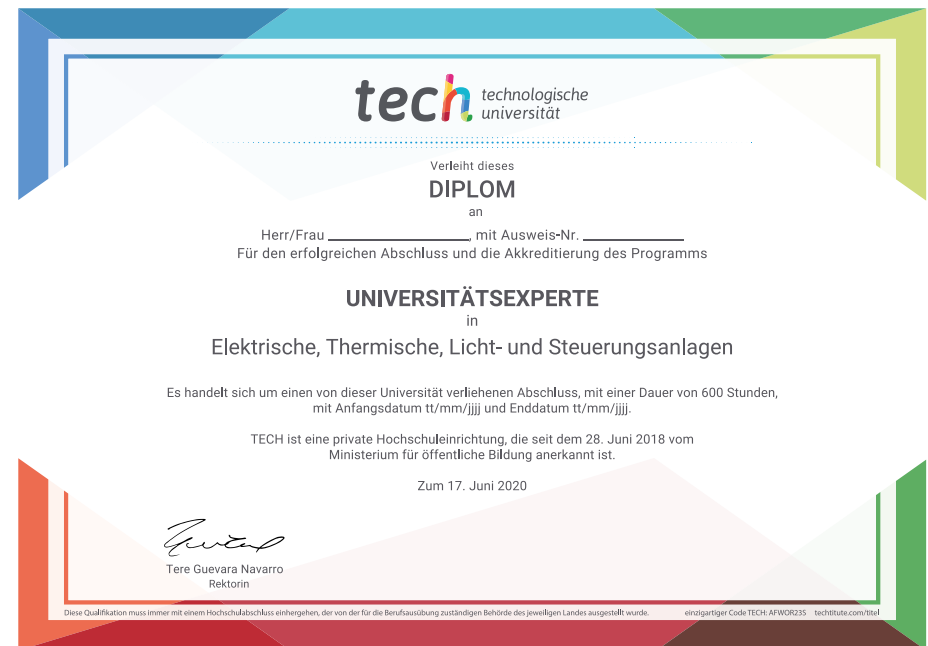 tech technologische
universität
Verleiht dieses
DIPLOM
an
Herr/Frau ____________________, mit Ausweis-Nr. ______________
Für den erfolgreichen Abschluss und die Akkreditierung des Programms
UNIVERSITÄTSEXPERTE
in
Elektrische, Thermische, Licht- und Steuerungsanlagen
Es handelt sich um einen von dieser Universität verliehenen Abschluss, mit einer Dauer von 600 Stunden,
mit Anfangsdatum tt/mm/jjjj und Enddatum tt/mm/jjjj.
TECH ist eine private Hochschuleinrichtung, die seit dem 28. Juni 2018 vom
Ministerium für öffentliche Bildung anerkannt ist.
Zum 17. Juni 2020
Tere Guevara Navarro
Rektorin
Diese Qualifikation muss immer mit einem Hochschulabschluss einhergehen, der von der für die Berufsausübung zuständigen Behörde des jeweiligen Landes ausgestellt wurde. einzigartiger Code TECH: AFWOR23S techtitute.com/titel